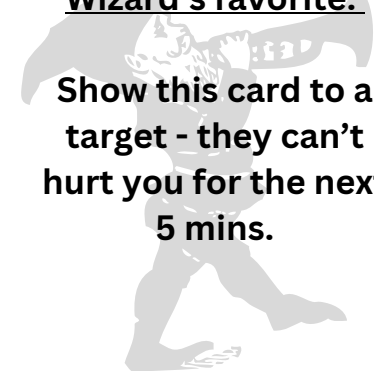 Wizard's favorite.
Show this card to a
target - they can't
hurt you for the next
5 mins.